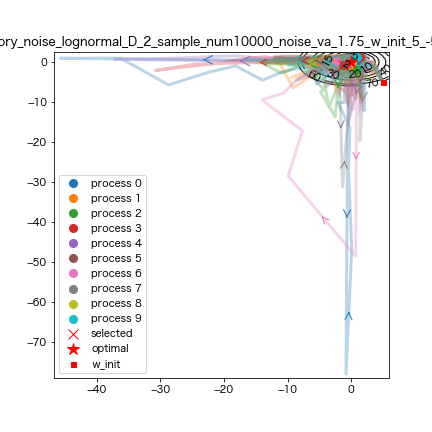 ory_noise_lognormal_D_2_sample_num10000_noise_va_1.75_w_init_5_-5
0
−10
−20
−30
−40
−50
−60
−70
process 0
process 1
process 2
process 3
process 4
process 5
process 6
process 7
process 8
process 9
selected
optimal
w_init
−40
−30
−20
−10
0